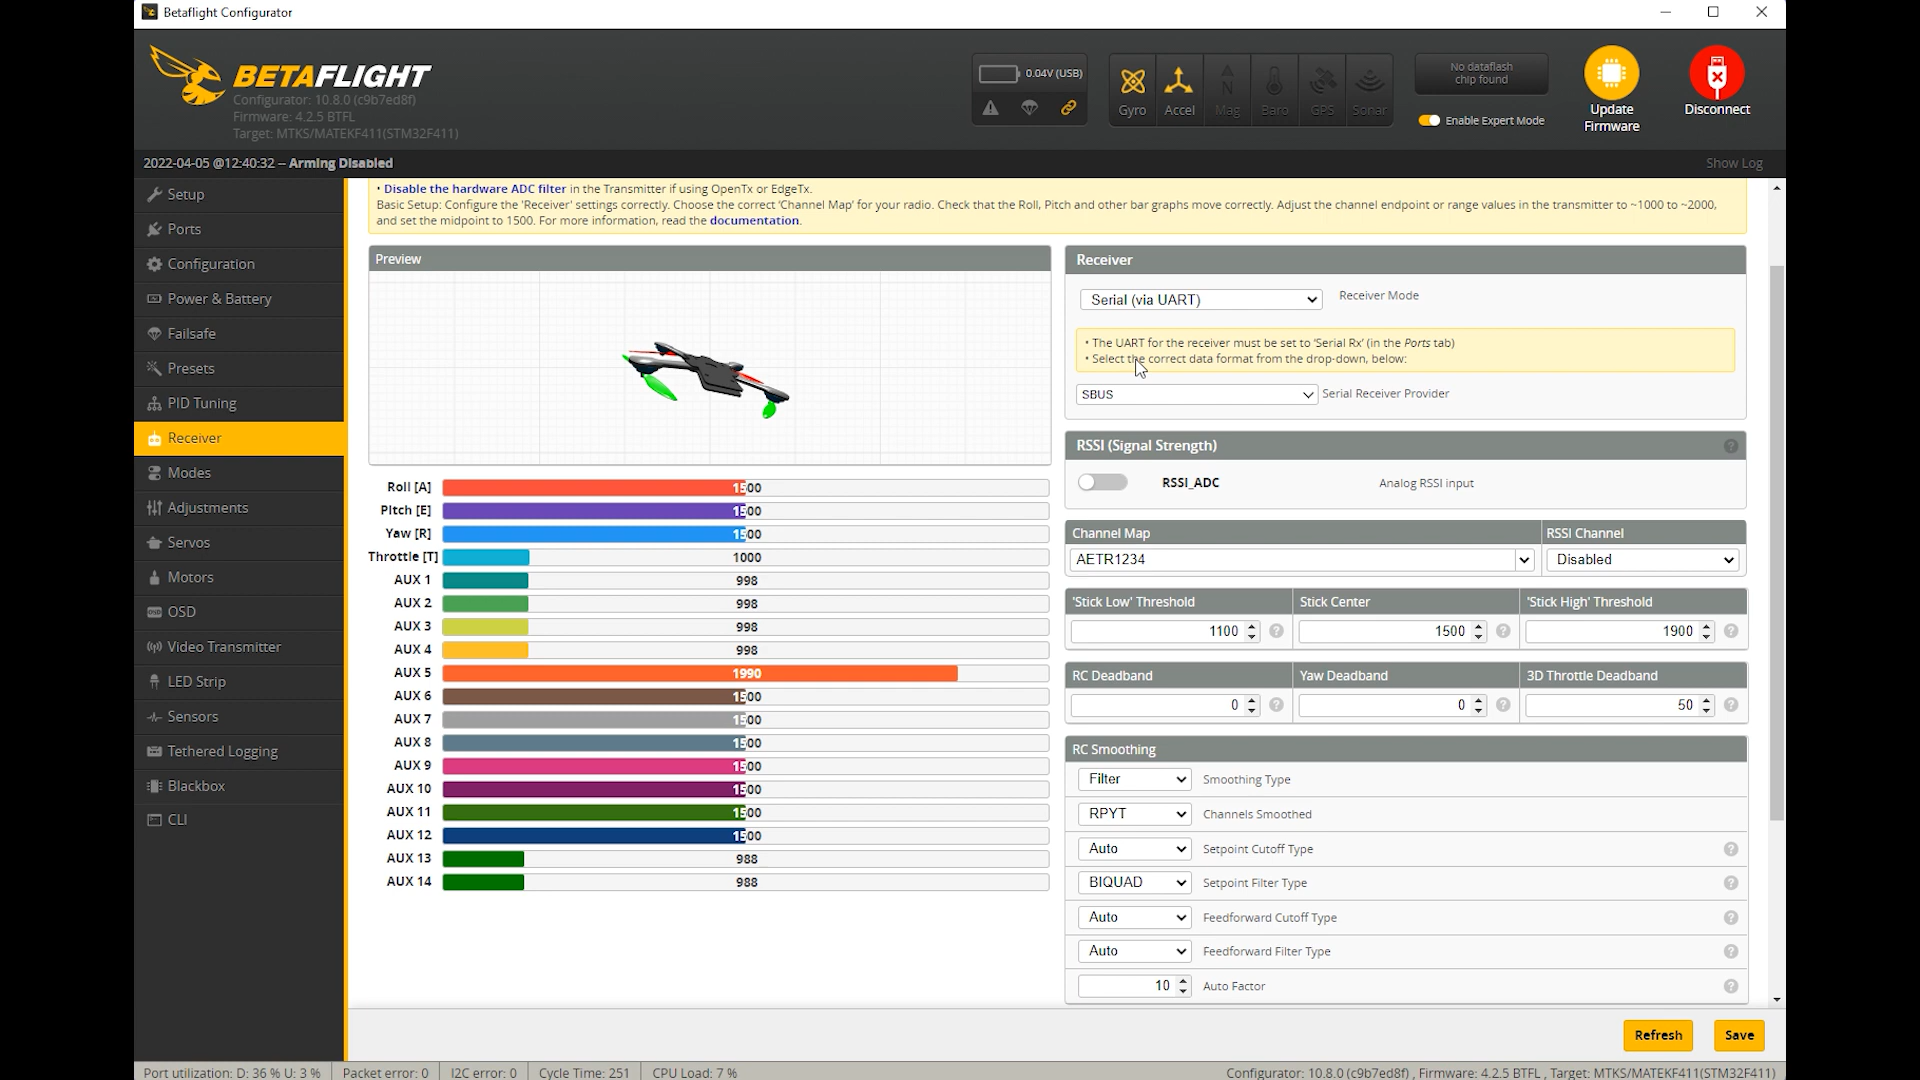 Betaflight Configurator
BETAFLIGHT
Configurator: 10.8.0 (c9b7ed8f)
Firmware: 4.2.5 BTFL
Target: MTKS/MATEKF411(STM32F411)
0.04V (USB)
Gyro
Accel
Mag
Baro
GPS
Sonar
No dataflash
chip found
Enable Expert Mode
Update
Firmware
Disconnect
2022-04-05 @12:40:32 -- Arming Disabled
Show Log
Setup
Ports
Configuration
Power & Battery
Failsafe
Presets
PID Tuning
Receiver
Modes
Adjustments
Servos
Motors
OSD
Video Transmitter
LED Strip
Sensors
Tethered Logging
Blackbox
CLI
• Disable the hardware ADC filter in the Transmitter if using OpenTx or EdgeTx.
Basic Setup: Configure the 'Receiver' settings correctly. Choose the correct 'Channel Map' for your radio. Check that the Roll, Pitch and other bar graphs move correctly. Adjust the channel endpoint or range values in the transmitter to ~1000 to ~2000,
and set the midpoint to 1500. For more information, read the documentation.
Preview
Roll [A] 1500
Pitch [E] 1500
Yaw [R] 1500
Throttle [T] 1000
AUX 1 998
AUX 2 998
AUX 3 998
AUX 4 998
AUX 5 1990
AUX 6 1500
AUX 7 1500
AUX 8 1500
AUX 9 1500
AUX 10 1500
AUX 11 1500
AUX 12 1500
AUX 13 988
AUX 14 988
Receiver
Serial (via UART) Receiver Mode
• The UART for the receiver must be set to 'Serial Rx' (in the Ports tab)
• Select the correct data format from the drop-down, below:
SBUS Serial Receiver Provider
RSSI (Signal Strength)
RSSI_ADC Analog RSSI input
Channel Map RSSI Channel
AETR1234 Disabled
'Stick Low' Threshold Stick Center 'Stick High' Threshold
1100 1500 1900
RC Deadband Yaw Deadband 3D Throttle Deadband
0 0 50
RC Smoothing
Filter Smoothing Type
RPYT Channels Smoothed
Auto Setpoint Cutoff Type
BIQUAD Setpoint Filter Type
Auto Feedforward Cutoff Type
Auto Feedforward Filter Type
10 Auto Factor
Refresh Save
Port utilization: D: 36 % U: 3 % Packet error: 0 I2C error: 0 Cycle Time: 251 CPU Load: 7 % Configurator: 10.8.0 (c9b7ed8f) , Firmware: 4.2.5 BTFL , Target: MTKS/MATEKF411(STM32F411)